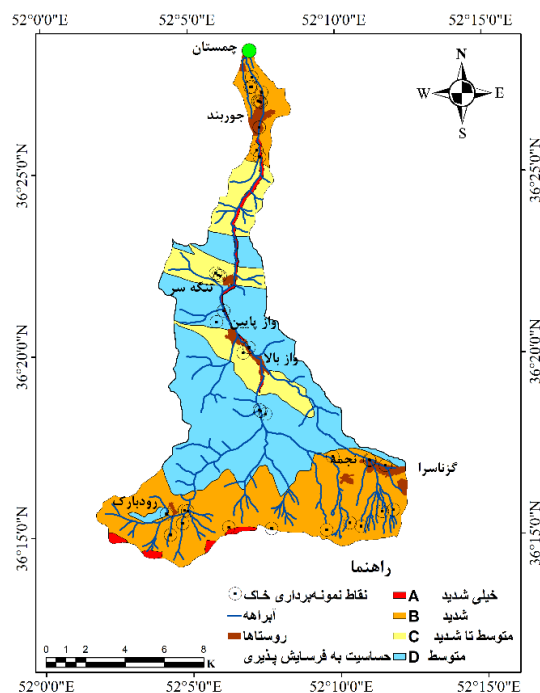 52°0'0"E 52°5'0"E 52°10'0"E 52°15'0"E
چمستان
N
W E
S
جوربند
36°25'0"N 36°25'0"N
تنگه سر
واز پایین
36°20'0"N 36°20'0"N
واز بالا
گزناسرا
نجمه
رودبارک
36°15'0"N 36°15'0"N
راهنما
نقاط نمونه‌برداری خاک
خیلی شدید A
آبراهه
شدید B
روستاها
متوسط تا شدید C
حساسیت به فرسایش پذیری
متوسط D
0 1 2 4 6 8
K
52°0'0"E 52°5'0"E 52°10'0"E 52°15'0"E